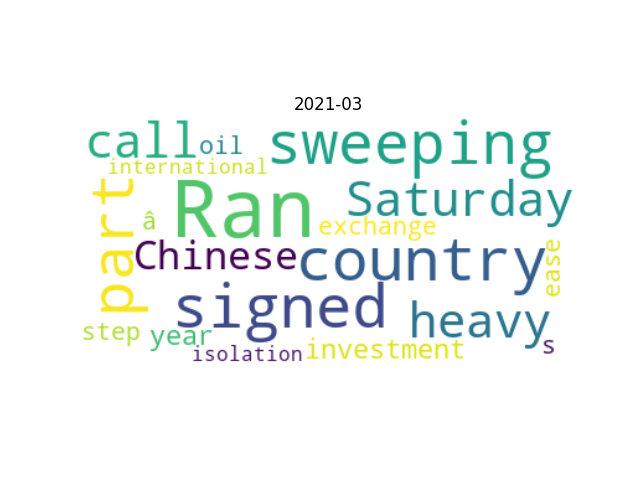 2021-03
call oil sweeping
international
part Ran Saturday
â exchange
Chinese country ease
signed heavy
step year s
isolation investment